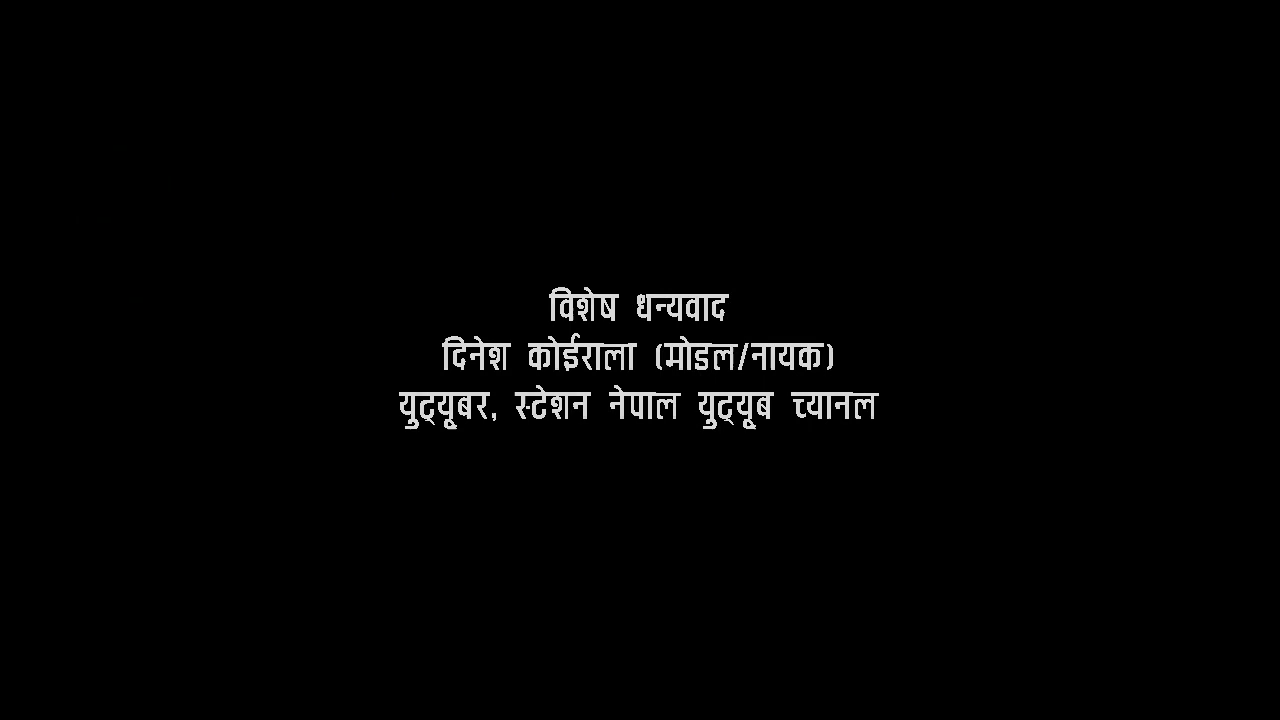 विशेष धन्यवाद
दिनेश कोईराला (मोडल/नायक)
युट्यूबर, स्टेशन नेपाल युट्यूब च्यानल